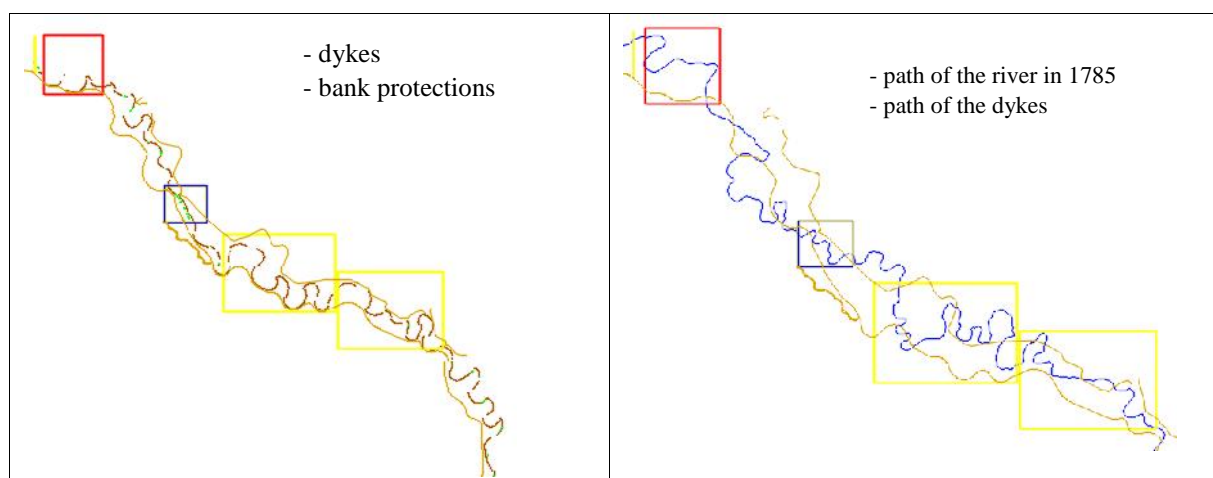 - dykes
- bank protections
- path of the river in 1785
- path of the dykes